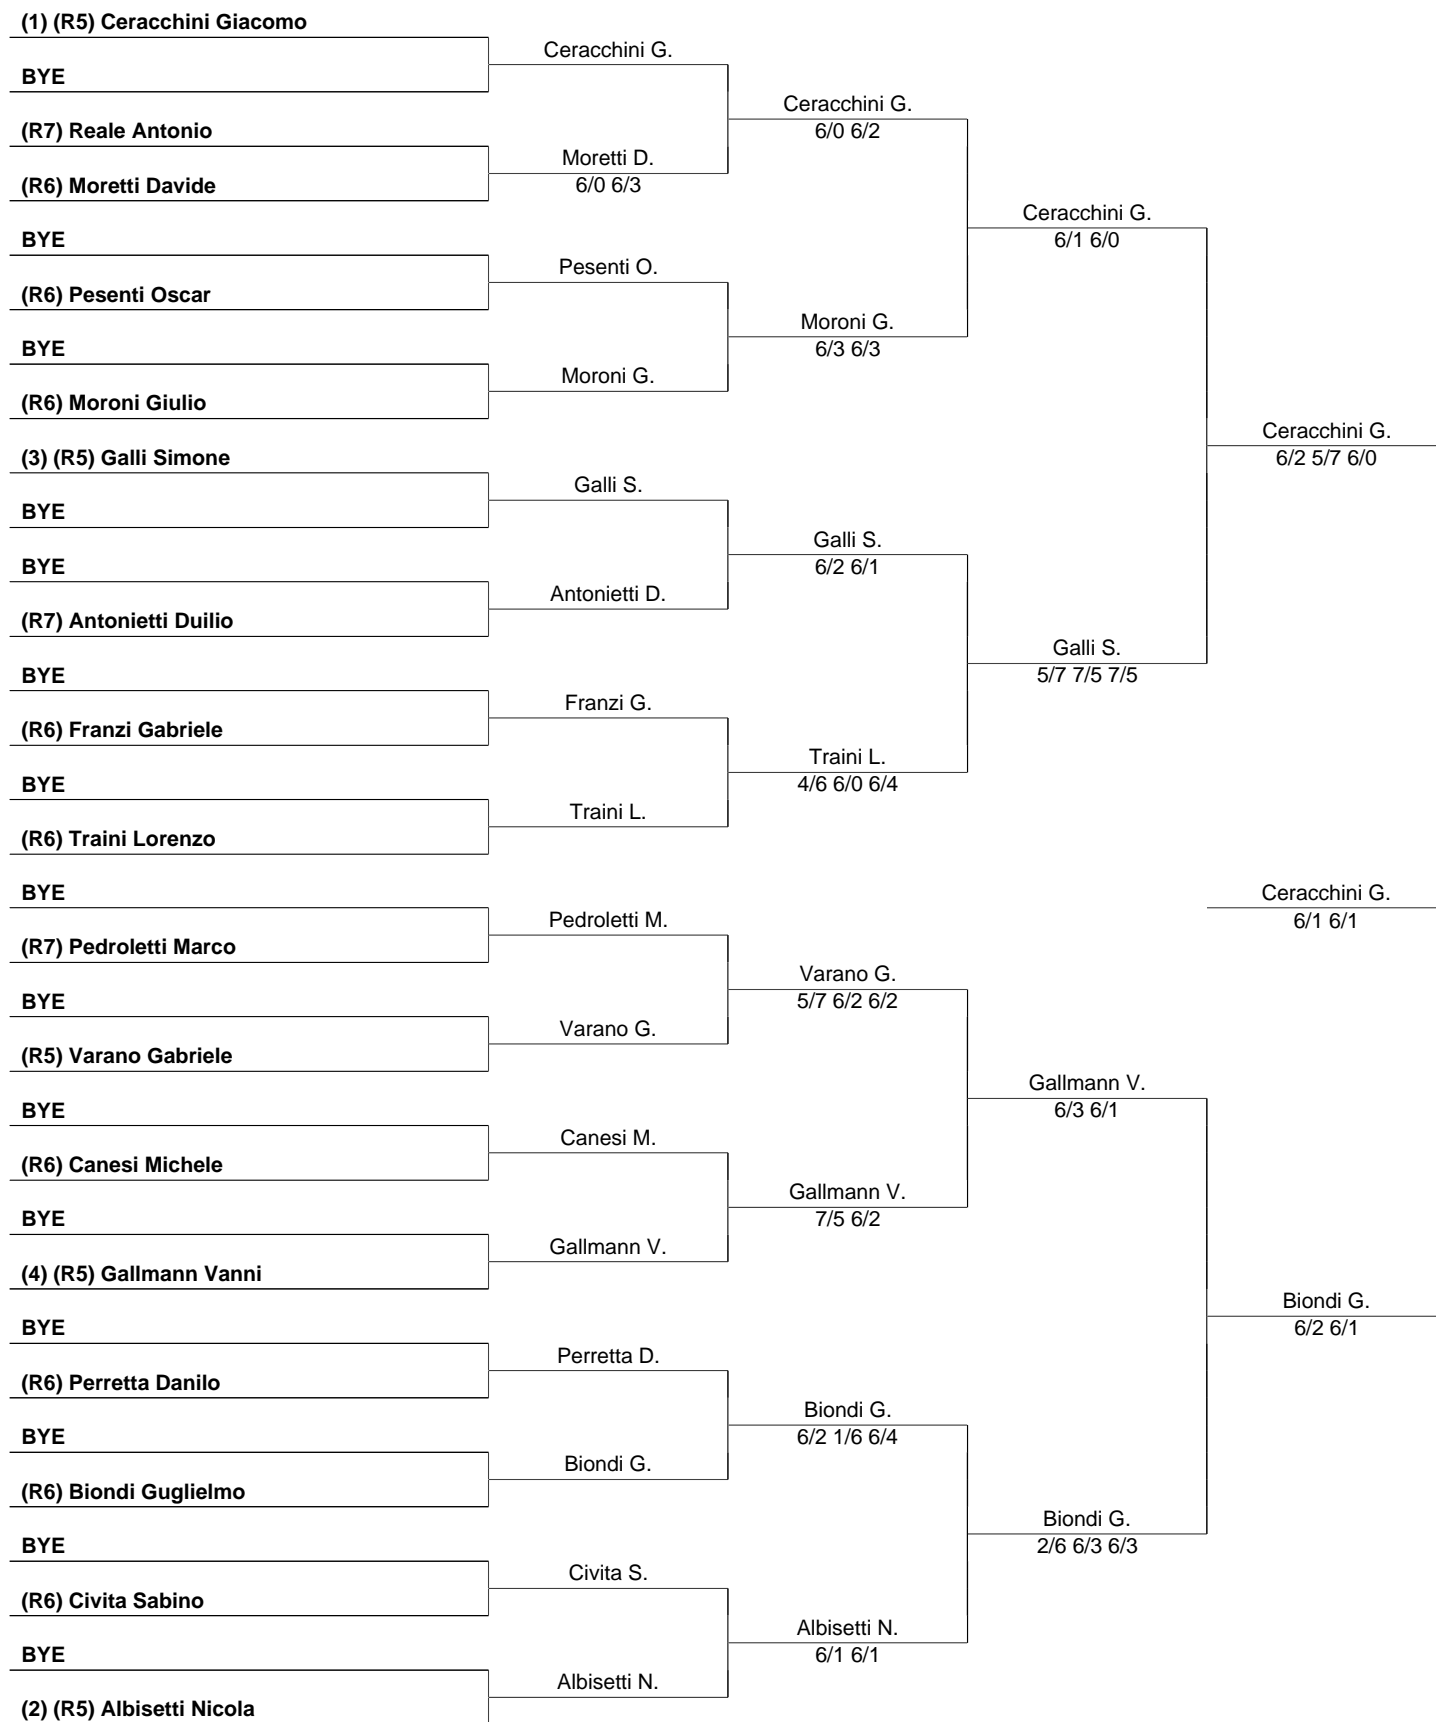 (1) (R5) Ceracchini Giacomo
BYE
(R7) Reale Antonio
(R6) Moretti Davide
BYE
(R6) Pesenti Oscar
BYE
(R6) Moroni Giulio
(3) (R5) Galli Simone
BYE
BYE
(R7) Antonietti Duilio
BYE
(R6) Franzi Gabriele
BYE
(R6) Traini Lorenzo
BYE
(R7) Pedroletti Marco
BYE
(R5) Varano Gabriele
BYE
(R6) Canesi Michele
BYE
(4) (R5) Gallmann Vanni
BYE
(R6) Perretta Danilo
BYE
(R6) Biondi Guglielmo
BYE
(R6) Civita Sabino
BYE
(2) (R5) Albisetti Nicola
Ceracchini G.
Moretti D.
6/0 6/3
Pesenti O.
Moroni G.
Galli S.
Antonietti D.
Franzi G.
Traini L.
Pedroletti M.
Varano G.
Canesi M.
Gallmann V.
Perretta D.
Biondi G.
Civita S.
Albisetti N.
Ceracchini G.
6/0 6/2
Moroni G.
6/3 6/3
Galli S.
6/2 6/1
Traini L.
4/6 6/0 6/4
Varano G.
5/7 6/2 6/2
Gallmann V.
7/5 6/2
Biondi G.
6/2 1/6 6/4
Albisetti N.
6/1 6/1
Ceracchini G.
6/1 6/0
Galli S.
5/7 7/5 7/5
Gallmann V.
6/3 6/1
Biondi G.
2/6 6/3 6/3
Ceracchini G.
6/2 5/7 6/0
Ceracchini G.
6/1 6/1
Biondi G.
6/2 6/1